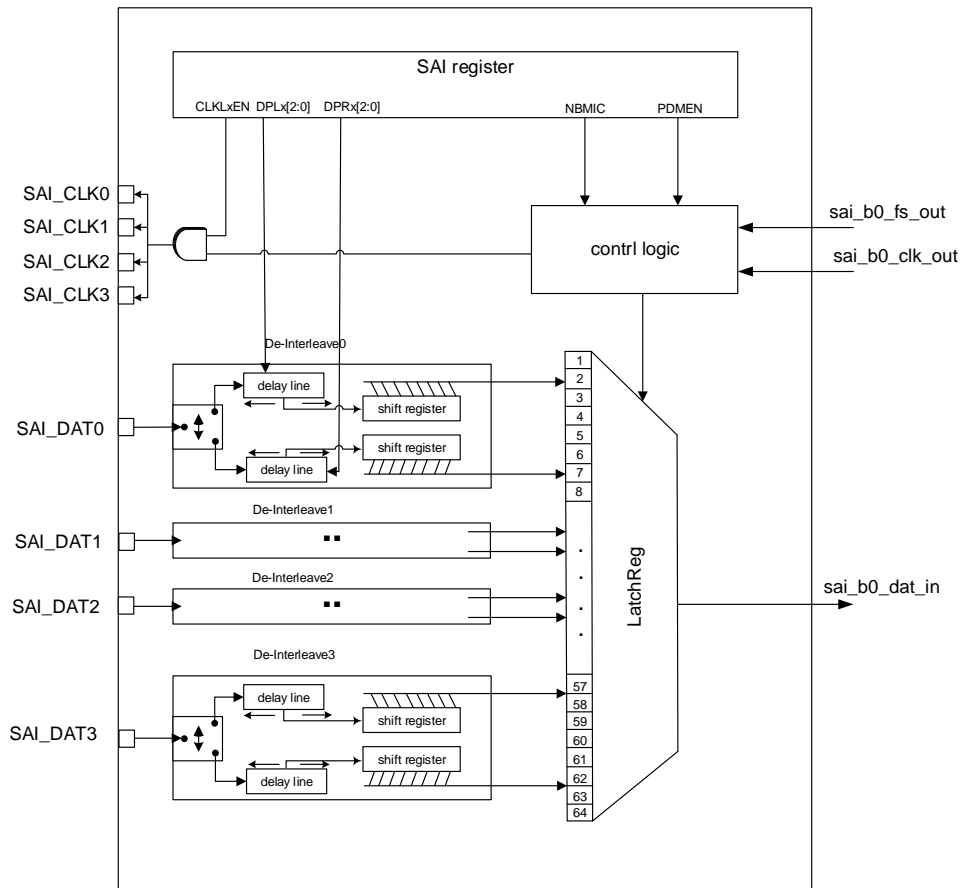 SAI register
CLKLxEN DPLx[2:0] DPRx[2:0] NBMIC PDMEN
SAI_CLK0
SAI_CLK1
SAI_CLK2
SAI_CLK3
contrl logic
sai_b0_fs_out
sai_b0_clk_out
De-Interleave0
SAI_DAT0
delay line
shift register
shift register
delay line
De-Interleave1
SAI_DAT1
De-Interleave2
SAI_DAT2
De-Interleave3
SAI_DAT3
delay line
shift register
shift register
delay line
1
2
3
4
5
6
7
8
57
58
59
60
61
62
63
64
LatchReg
sai_b0_dat_in